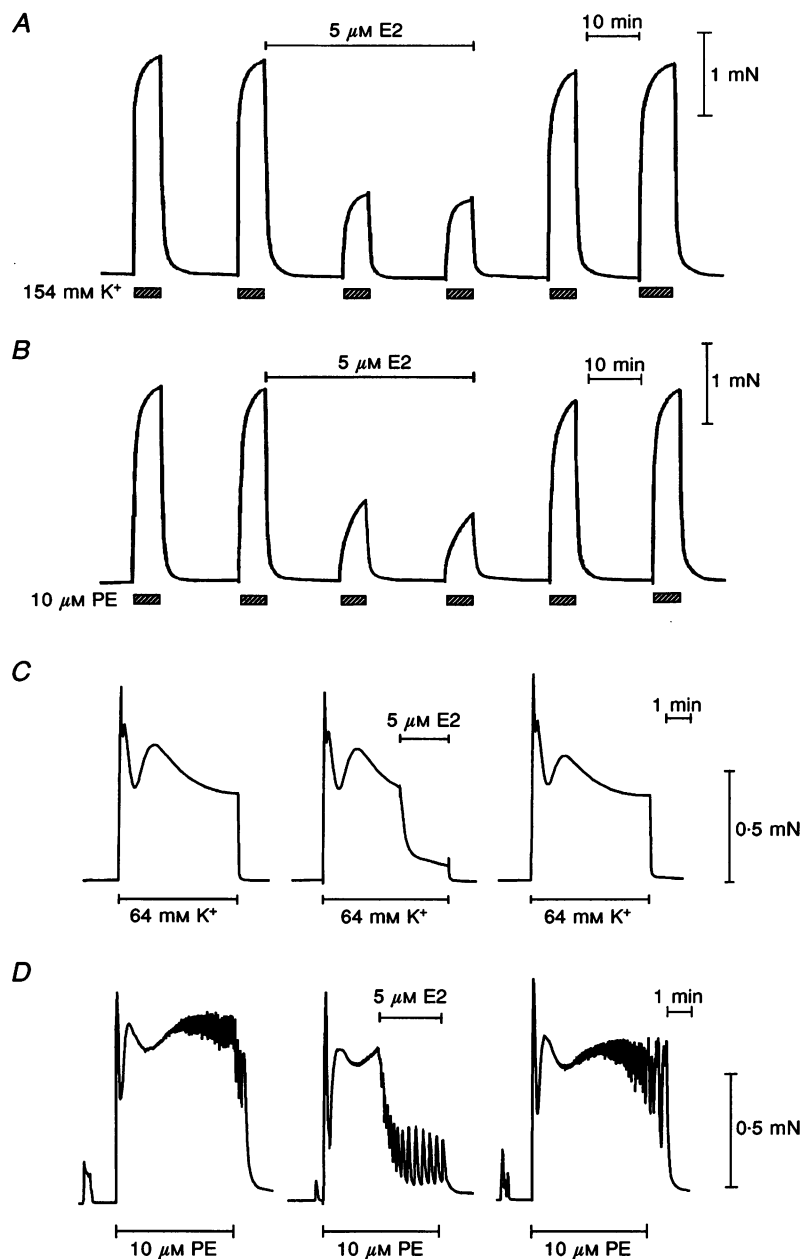 A
5 μM E2
10 min
1 mN
154 mM K⁺
B
5 μM E2
10 min
1 mN
10 μM PE
C
5 μM E2
1 min
0·5 mN
64 mM K⁺
64 mM K⁺
64 mM K⁺
D
5 μM E2
1 min
0·5 mN
10 μM PE
10 μM PE
10 μM PE